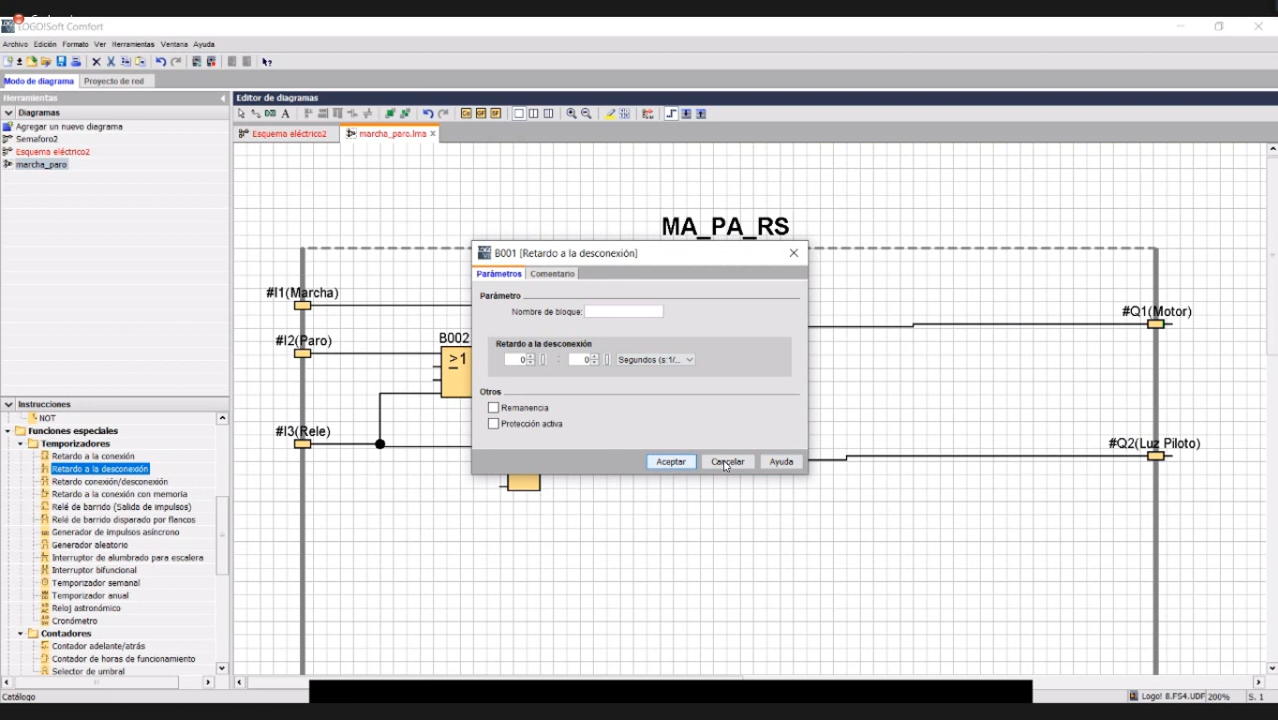 LOGO!Soft Comfort
Archivo Edición Formato Ver Herramientas Ventana Ayuda
Modo de diagrama Proyecto de red
Herramientas
Diagramas
Agregar un nuevo diagrama
Semaforo2
Esquema eléctrico2
marcha_paro
Instrucciones
NOT
Funciones especiales
Temporizadores
Retardo a la conexión
Retardo a la desconexión
Retardo conexión/desconexión
Retardo a la conexión con memoria
Relé de barrido (Salida de impulsos)
Relé de barrido disparado por flancos
Generador de impulsos asíncrono
Generador aleatorio
Interruptor de alumbrado para escalera
Interruptor bifuncional
Temporizador semanal
Temporizador anual
Reloj astronómico
Cronómetro
Contadores
Contador adelante/atrás
Contador de horas de funcionamiento
Selector de umbral
Catálogo
Editor de diagramas
A Co GF SF
Esquema eléctrico2 marcha_paro.lma
MA_PA_RS
#I1(Marcha)
#I2(Paro)
#I3(Rele)
B002
>1
#Q1(Motor)
#Q2(Luz Piloto)
B001 [Retardo a la desconexión]
Parámetros Comentario
Parámetro
Nombre de bloque:
Retardo a la desconexión
0 : 0 Segundos (s:1/...
Otros
Remanencia
Protección activa
Aceptar Cancelar Ayuda
Logo! 8.FS4.UDF 200% S. 1